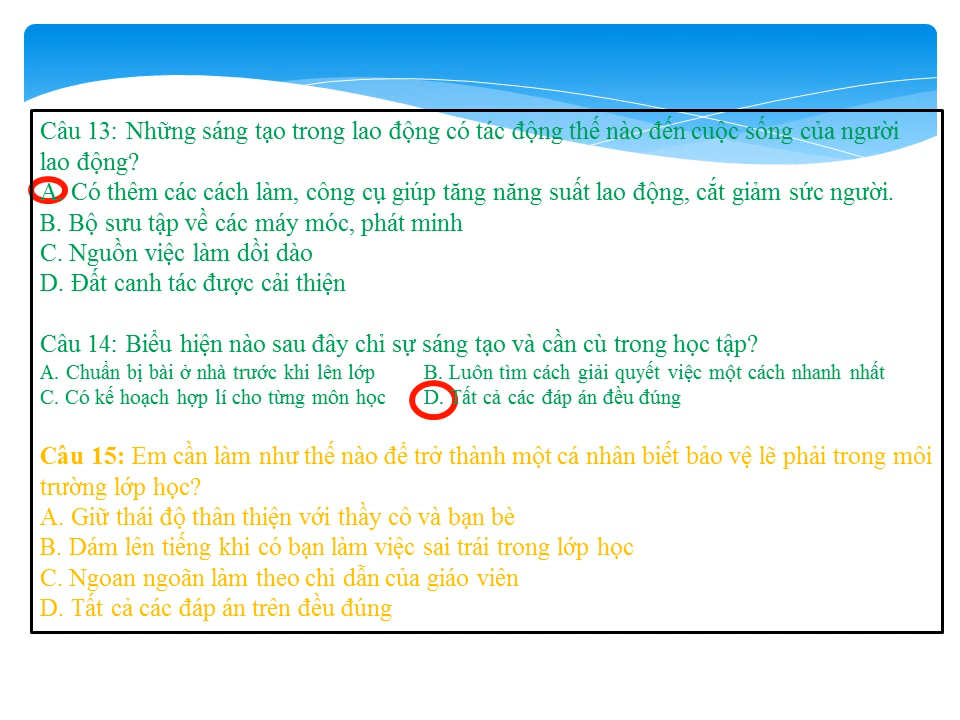 Câu 13: Những sáng tạo trong lao động có tác động thế nào đến cuộc sống của người
lao động?
A. Có thêm các cách làm, công cụ giúp tăng năng suất lao động, cắt giảm sức người.
B. Bộ sưu tập về các máy móc, phát minh
C. Nguồn việc làm dồi dào
D. Đất canh tác được cải thiện
Câu 14: Biểu hiện nào sau đây chỉ sự sáng tạo và cần cù trong học tập?
A. Chuẩn bị bài ở nhà trước khi lên lớp B. Luôn tìm cách giải quyết việc một cách nhanh nhất
C. Có kế hoạch hợp lí cho từng môn học D. Tất cả các đáp án đều đúng
Câu 15: Em cần làm như thế nào để trở thành một cá nhân biết bảo vệ lẽ phải trong môi
trường lớp học?
A. Giữ thái độ thân thiện với thầy cô và bạn bè
B. Dám lên tiếng khi có bạn làm việc sai trái trong lớp học
C. Ngoan ngoãn làm theo chỉ dẫn của giáo viên
D. Tất cả các đáp án trên đều đúng